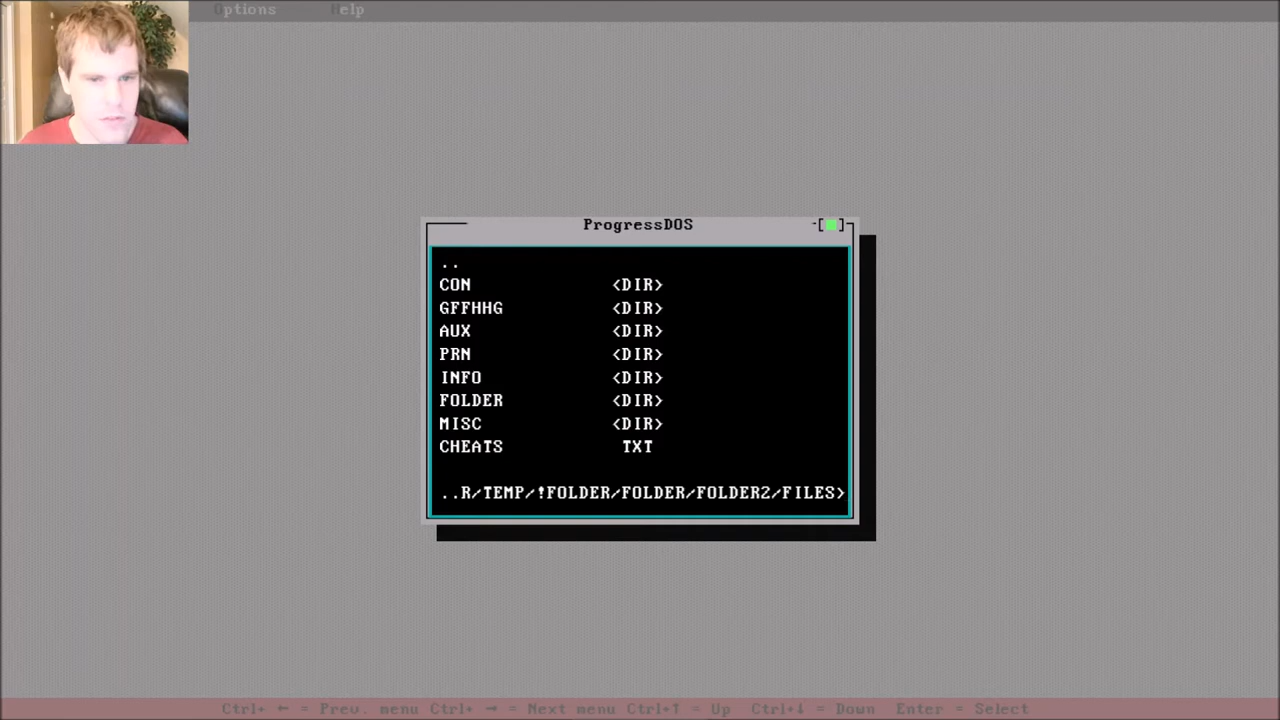 Options Help
ProgressDOS
-[■]
..
CON <DIR>
GFFHHG <DIR>
AUX <DIR>
PRN <DIR>
INFO <DIR>
FOLDER <DIR>
MISC <DIR>
CHEATS TXT
..R/TEMP/!FOLDER/FOLDER/FOLDER2/FILES>
Ctrl+ ← = Prev. menu Ctrl+ → = Next menu Ctrl+↑ = Up Ctrl+↓ = Down Enter = Select